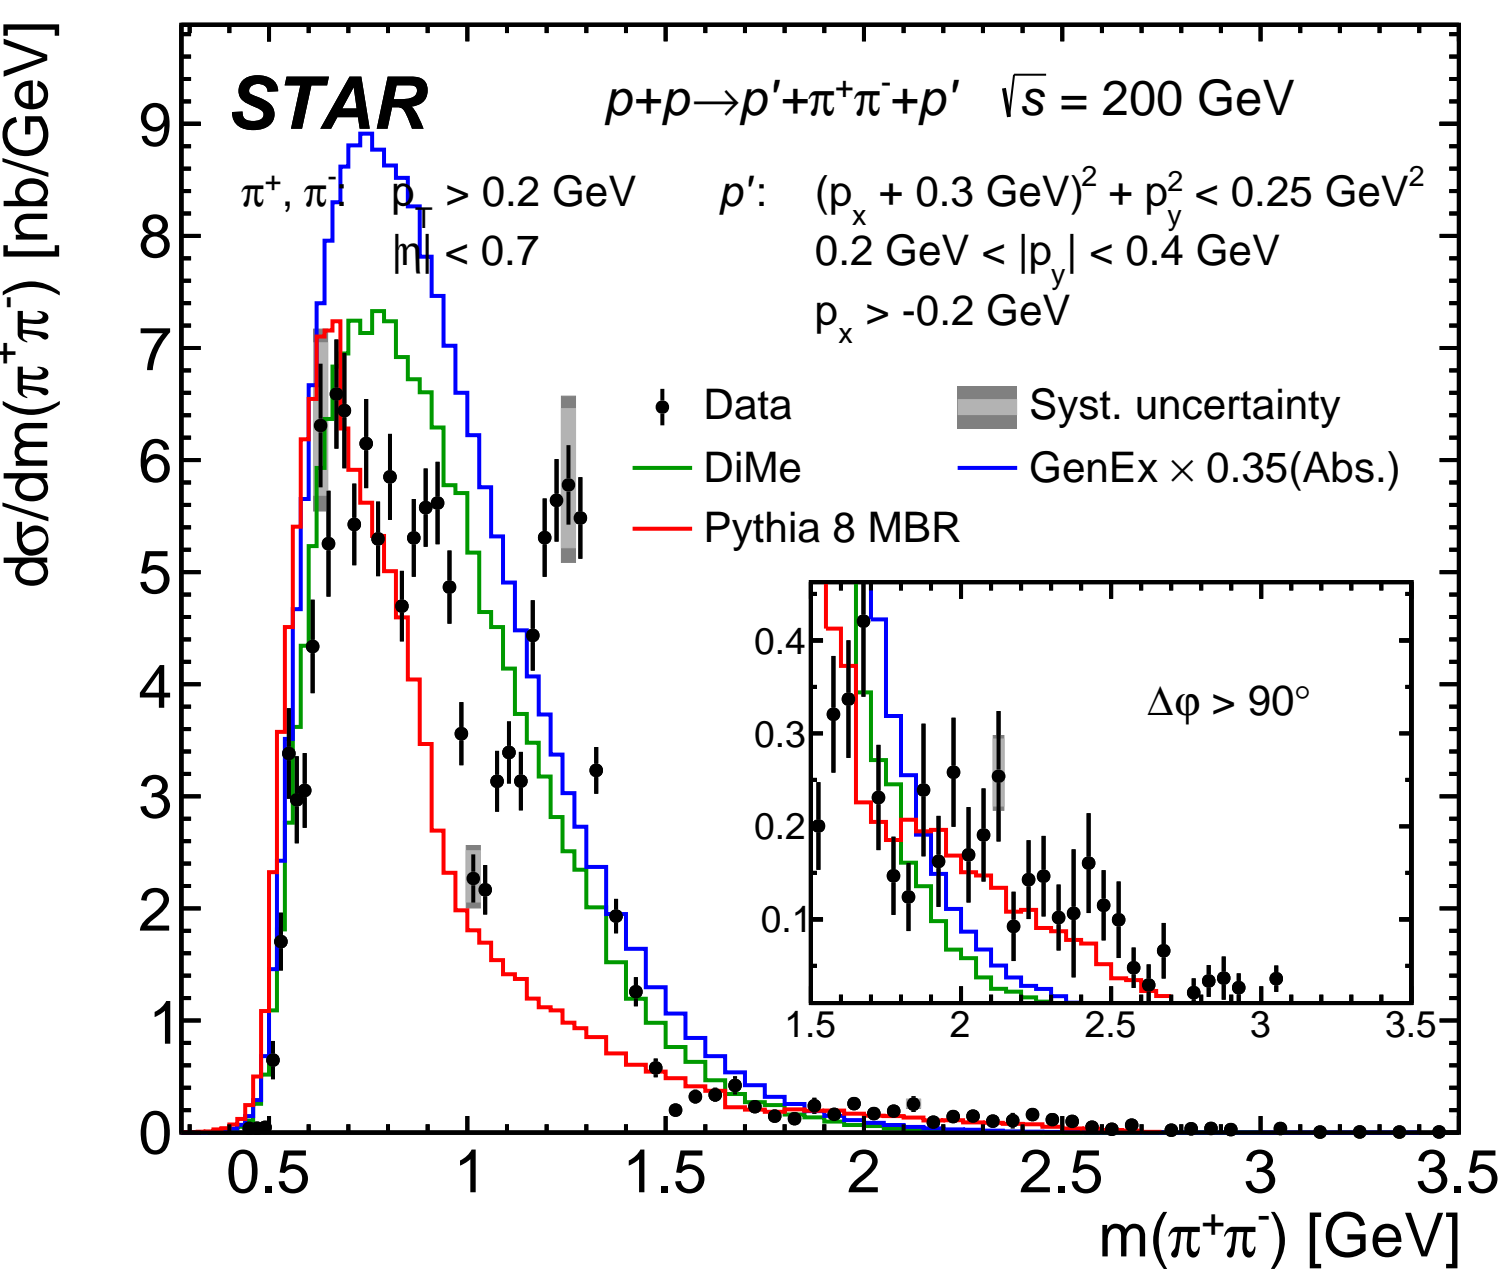 dσ/dm(π⁺π⁻) [nb/GeV]
STAR
p+p→p′+π⁺π⁻+p′ √s = 200 GeV
π⁺, π⁻: p_T > 0.2 GeV
|η| < 0.7
p′: (p_x + 0.3 GeV)² + p_y² < 0.25 GeV²
0.2 GeV < |p_y| < 0.4 GeV
p_x > -0.2 GeV
Data
Syst. uncertainty
DiMe
GenEx × 0.35(Abs.)
Pythia 8 MBR
9
8
7
6
5
4
3
2
1
0
Δφ > 90°
0.4
0.3
0.2
0.1
1.5 2 2.5 3 3.5
0.5 1 1.5 2 2.5 3 3.5
m(π⁺π⁻) [GeV]